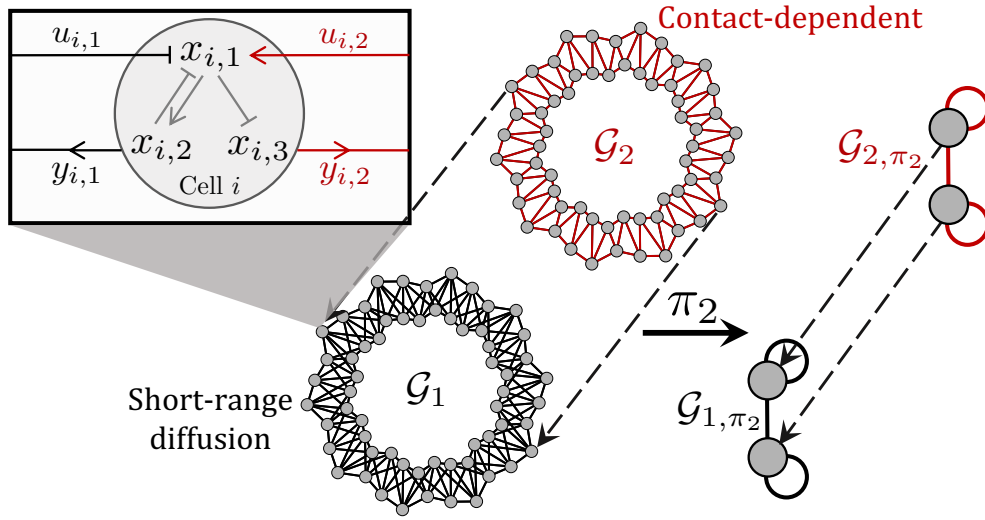 u_{i,1}
u_{i,2}
x_{i,1}
x_{i,2}
x_{i,3}
y_{i,1}
y_{i,2}
Cell i
Contact-dependent
𝒢_2
𝒢_{2,π_2}
π_2
Short-range
diffusion
𝒢_1
𝒢_{1,π_2}